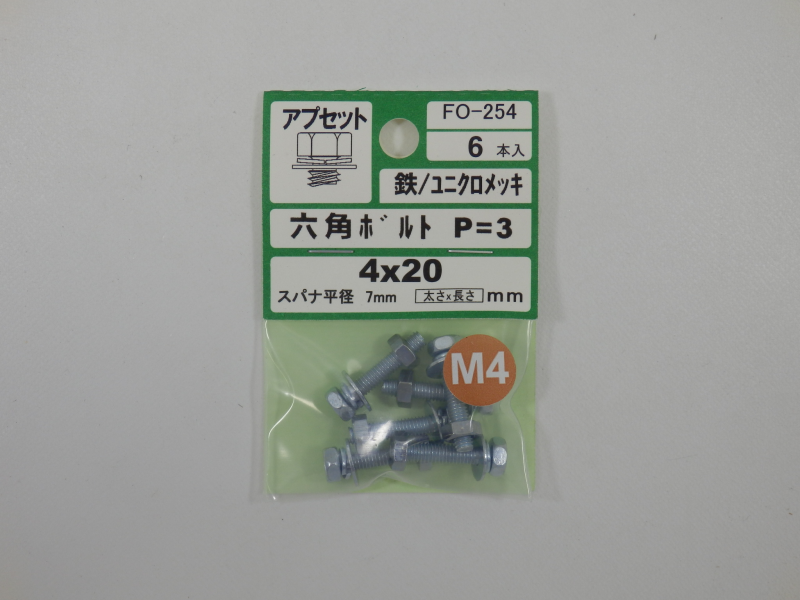 アプセット
FO-254
6 本入
鉄/ユニクロメッキ
六角ボルト P=3
4x20
スパナ平径 7mm 太さx長さ mm
M4